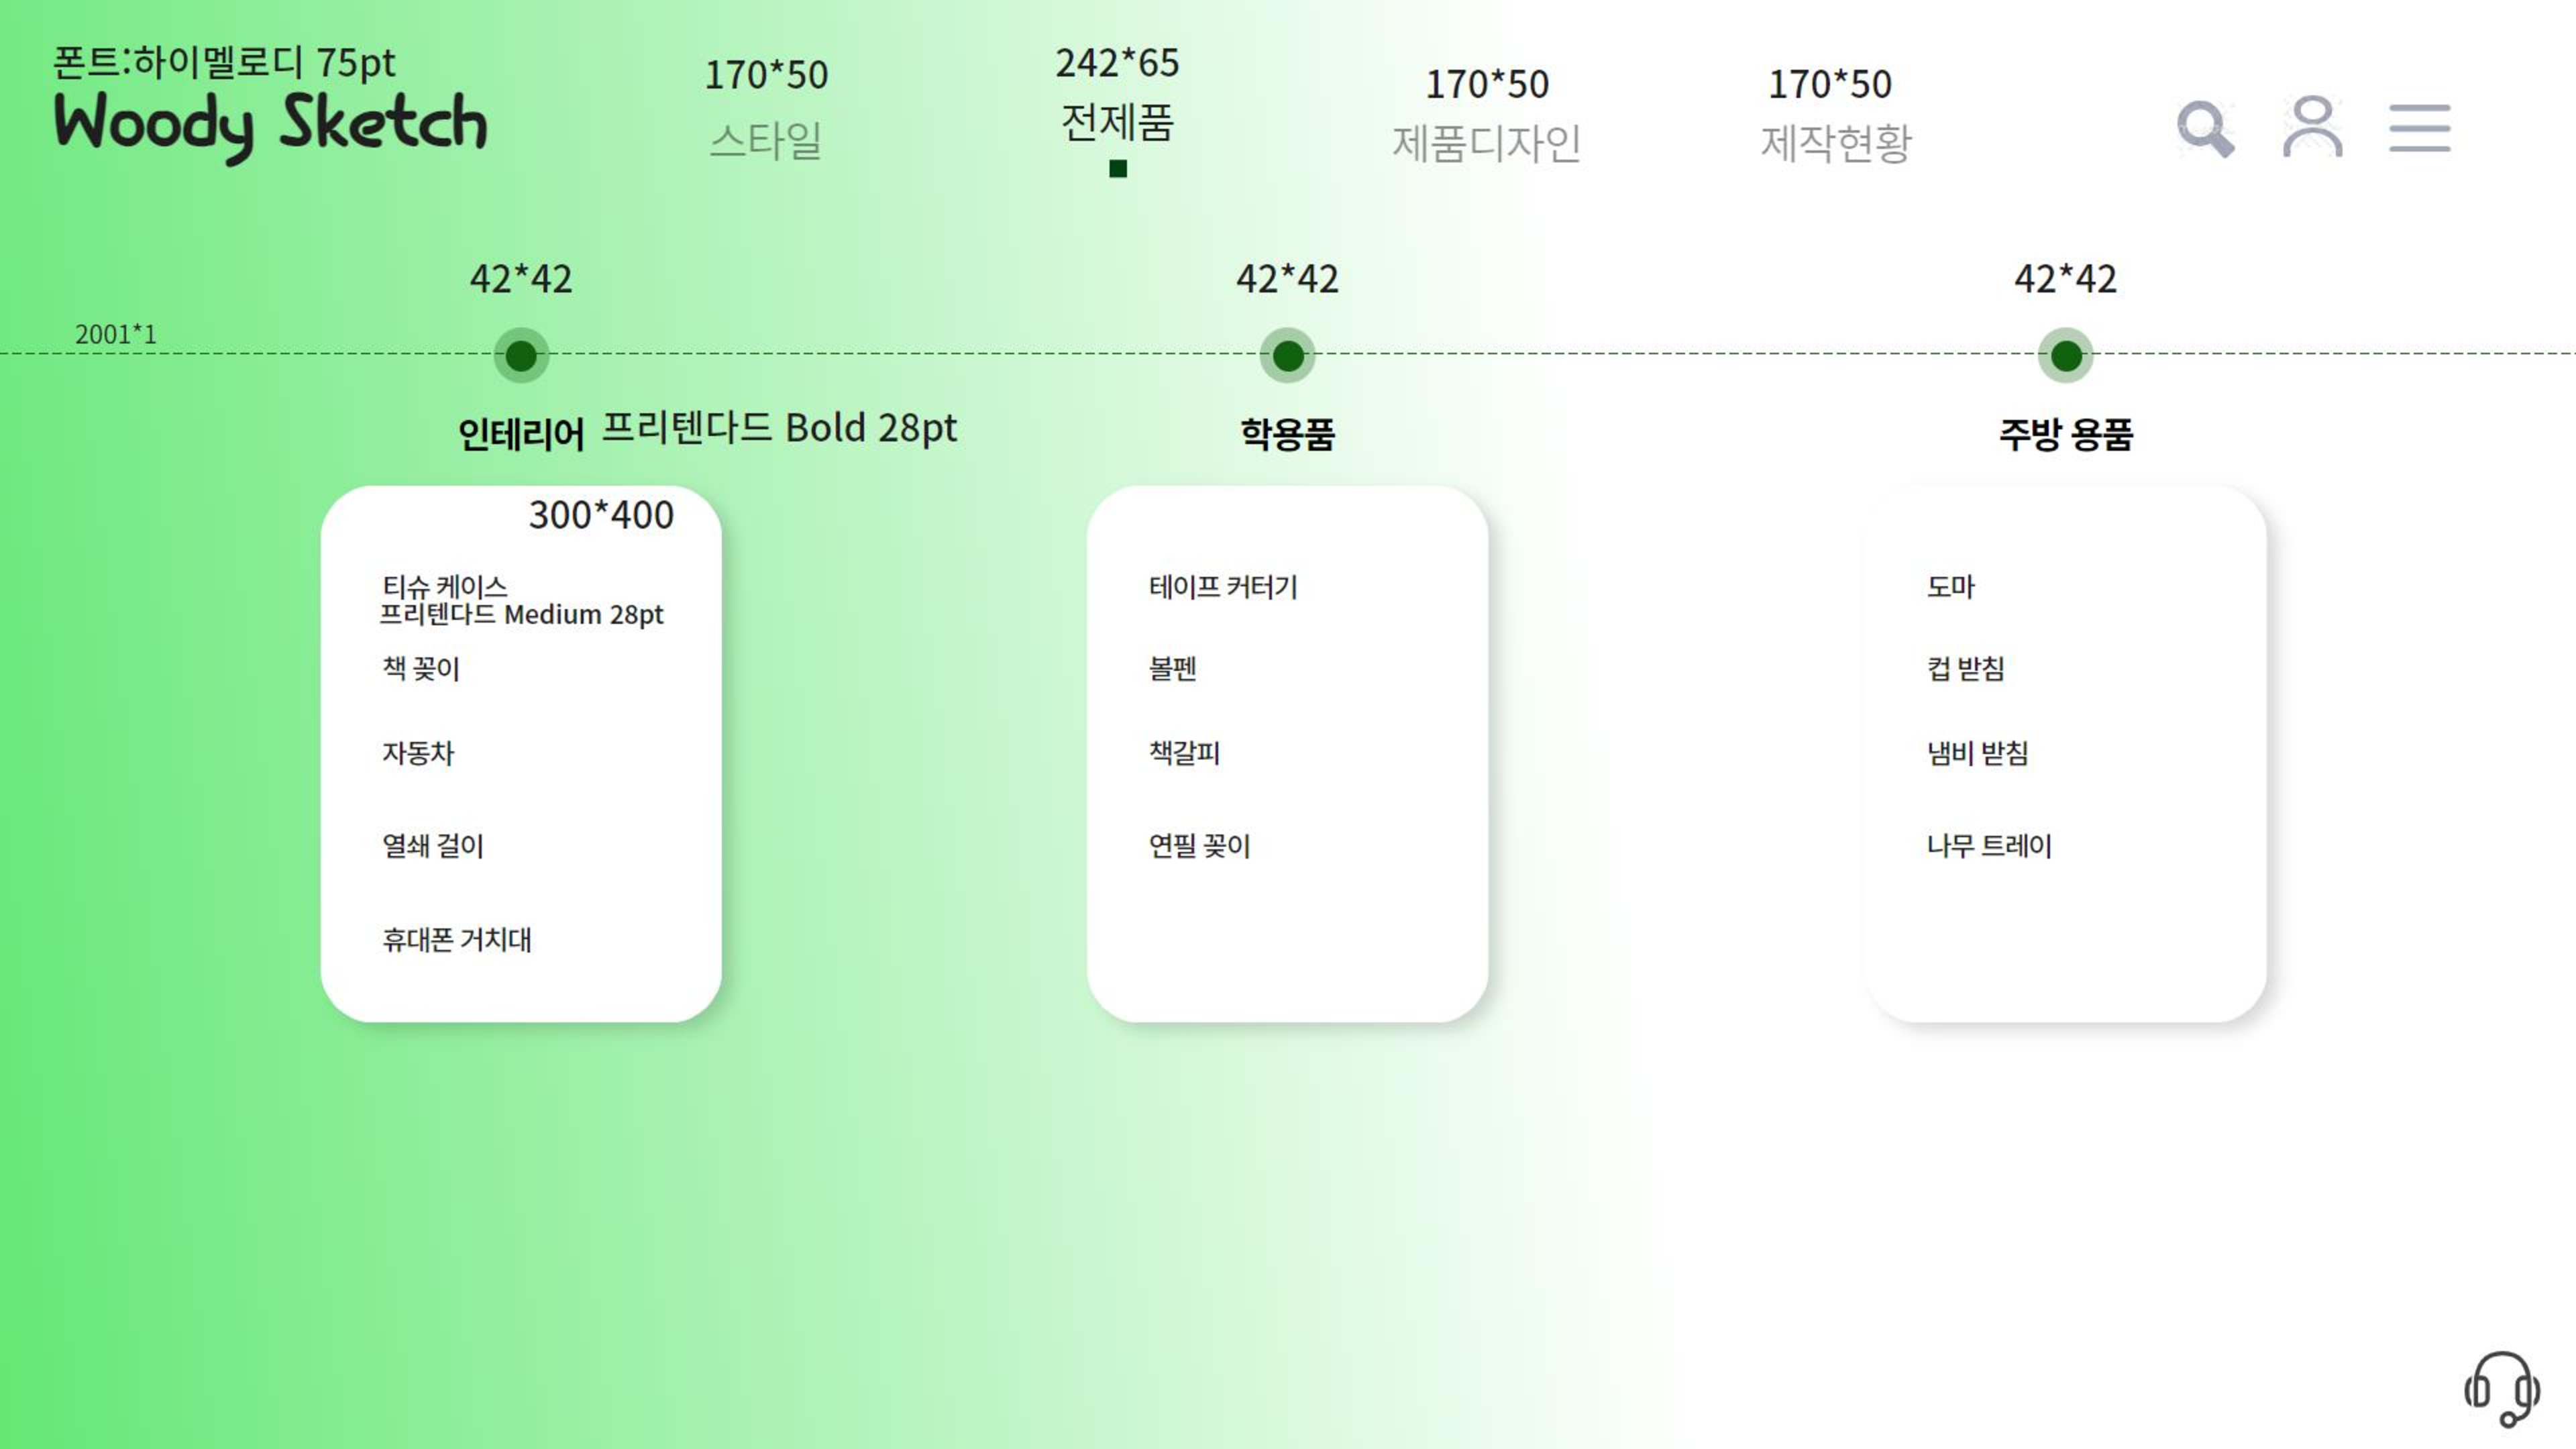 폰트:하이멜로디 75pt
Woody Sketch
170*50
스타일
242*65
전제품
170*50
제품디자인
170*50
제작현황
42*42
42*42
42*42
2001*1
인테리어 프리텐다드 Bold 28pt
학용품
주방 용품
300*400
티슈 케이스
프리텐다드 Medium 28pt
책 꽂이
자동차
열쇄 걸이
휴대폰 거치대
테이프 커터기
볼펜
책갈피
연필 꽂이
도마
컵 받침
냄비 받침
나무 트레이